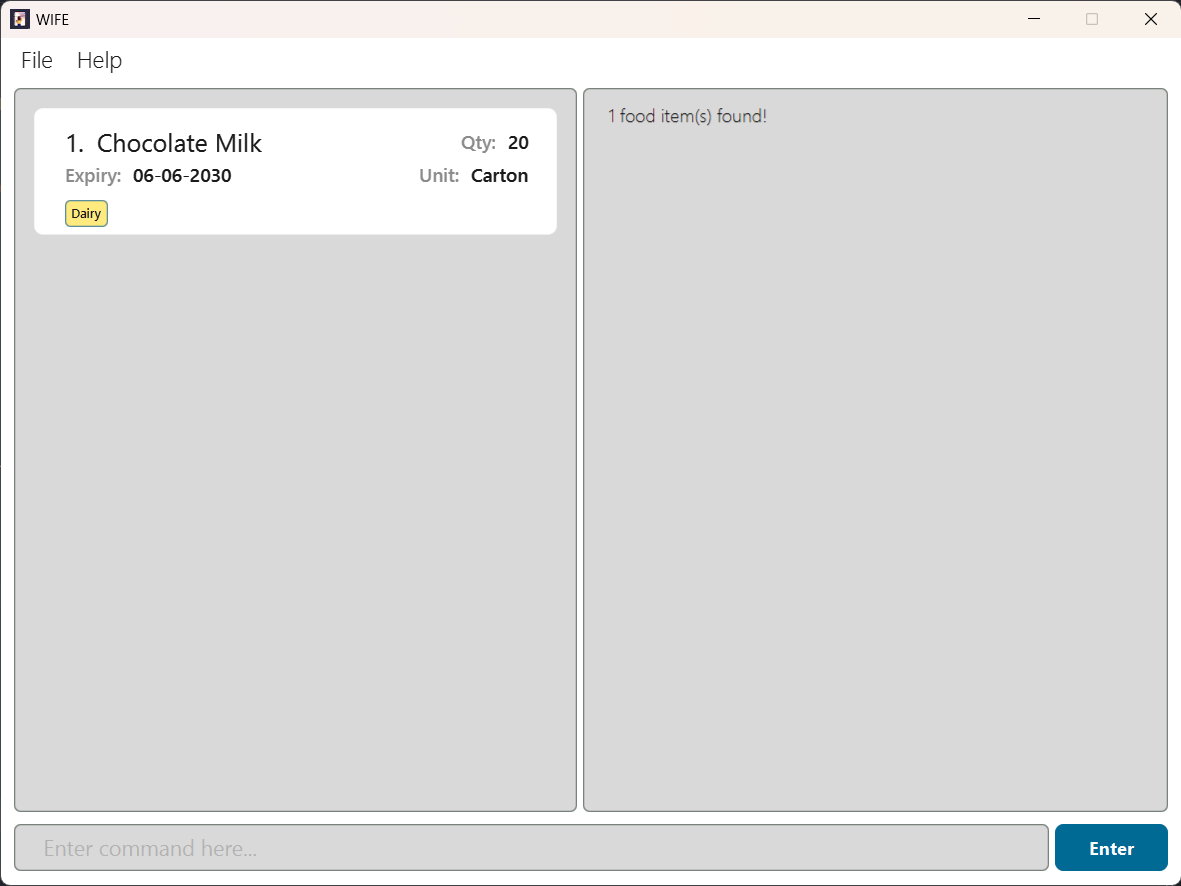 WIFE
File Help
1. Chocolate Milk Qty: 20
Expiry: 06-06-2030 Unit: Carton
Dairy
1 food item(s) found!
Enter command here... Enter